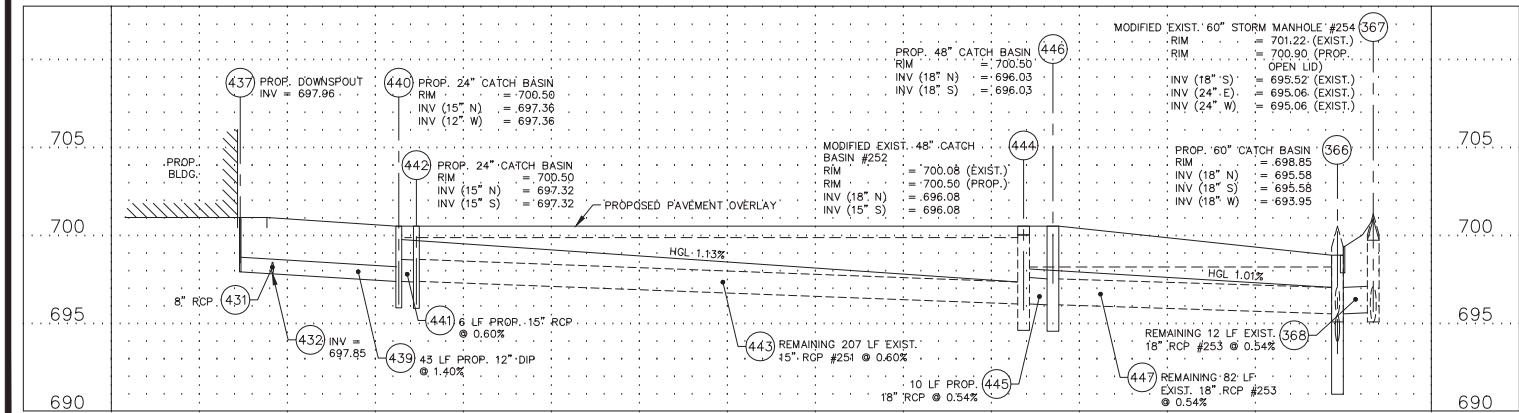 437
PROP. DOWNSPOUT
INV = 697.96
440
PROP. 24" CATCH BASIN
RIM = 700.50
INV (15" N) = 697.36
INV (12" W) = 697.36
442
PROP. 24" CATCH BASIN
RIM = 700.50
INV (15" N) = 697.32
INV (15" S) = 697.32
PROP. 48" CATCH BASIN
RIM = 700.50
INV (18" N) = 696.03
INV (18" S) = 696.03
446
MODIFIED EXIST. 60" STORM MANHOLE #254
RIM = 701.22 (EXIST.)
RIM = 700.90 (PROP.
OPEN LID)
INV (18" S) = 695.52 (EXIST.)
INV (24" E) = 695.06 (EXIST.)
INV (24" W) = 695.06 (EXIST.)
367
MODIFIED EXIST. 48" CATCH
BASIN #252
RIM = 700.08 (EXIST.)
RIM = 700.50 (PROP.)
INV (18" N) = 696.08
INV (15" S) = 696.08
444
PROP. 60" CATCH BASIN
RIM = 698.85
INV (18" N) = 695.58
INV (18" S) = 695.58
INV (18" W) = 693.95
366
705
705
PROP.
BLDG.
700
700
PROPOSED PAVEMENT OVERLAY
HGL 1.13%
HGL 1.01%
8" RCP
431
432
INV =
697.85
439
43 LF PROP. 12" DIP
@ 1.40%
441
6 LF PROP. 15" RCP
@ 0.60%
443
REMAINING 207 LF EXIST.
15" RCP #251 @ 0.60%
10 LF PROP.
18" RCP @ 0.54%
445
447
REMAINING 82 LF
EXIST. 18" RCP #253
@ 0.54%
REMAINING 12 LF EXIST.
18" RCP #253 @ 0.54%
368
695
695
690
690